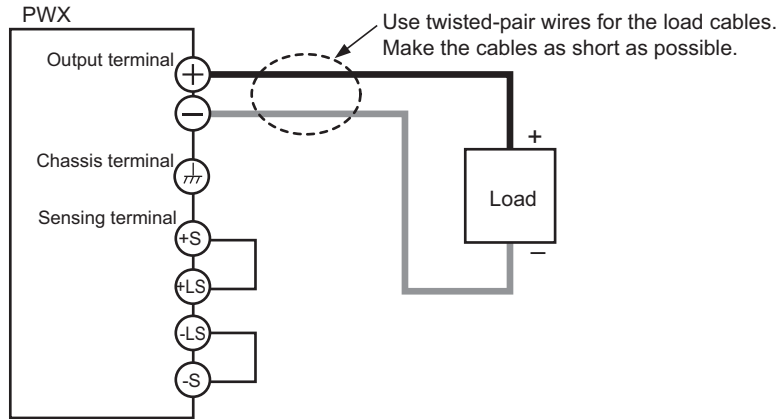 PWX
Use twisted-pair wires for the load cables.
Make the cables as short as possible.
Output terminal
+
−
Chassis terminal
Sensing terminal
+S
+LS
-LS
-S
+
Load
−